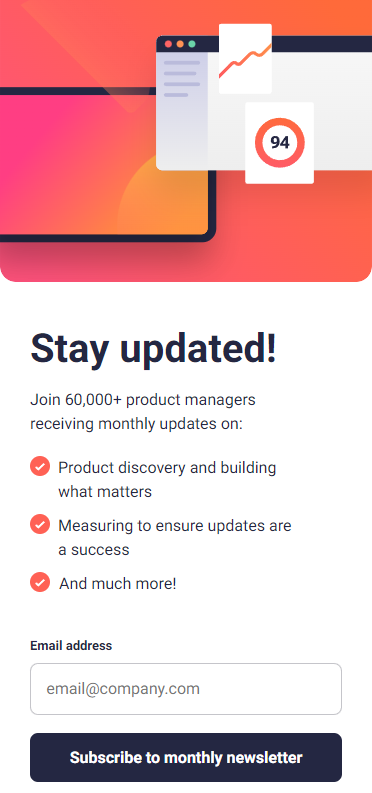 94
Stay updated!
Join 60,000+ product managers
receiving monthly updates on:
Product discovery and building
what matters
Measuring to ensure updates are
a success
And much more!
Email address
email@company.com
Subscribe to monthly newsletter